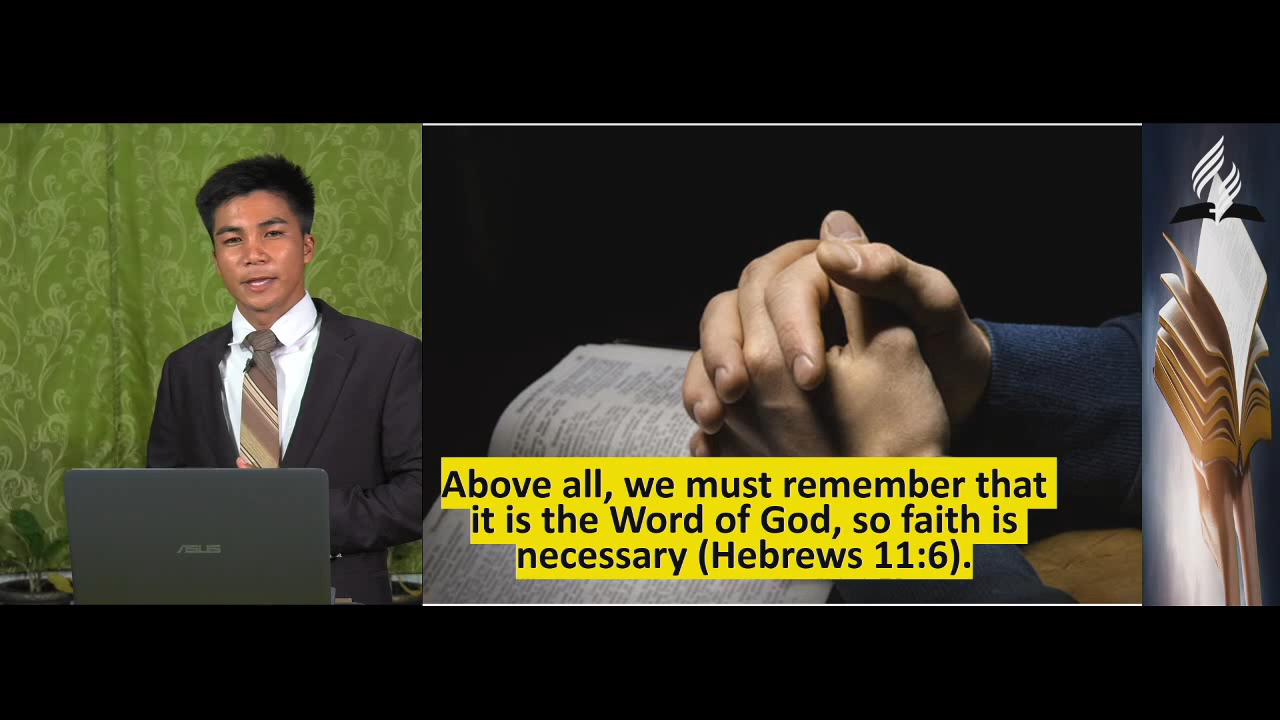 Above all, we must remember that
it is the Word of God, so faith is
necessary (Hebrews 11:6).
ASUS